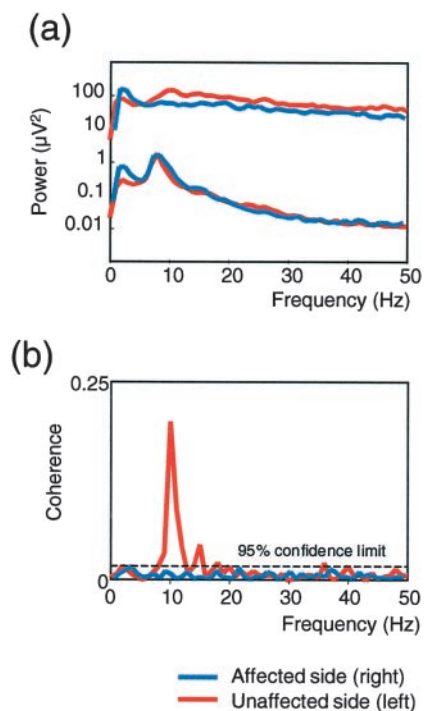 (a)
Power (µV²)
100
10
1
0.1
0.01
0 10 20 30 40 50
Frequency (Hz)
(b)
Coherence
0.25
0
95% confidence limit
0 10 20 30 40 50
Frequency (Hz)
Affected side (right)
Unaffected side (left)